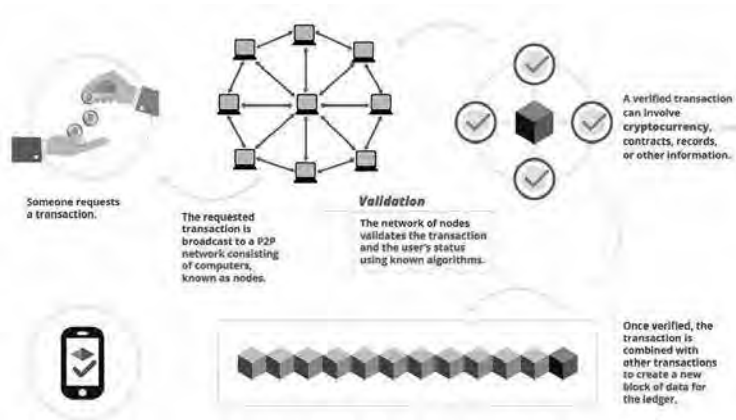 Someone requests
a transaction.
The requested
transaction is
broadcast to a P2P
network consisting
of computers,
known as nodes.
Validation
The network of nodes
validates the transaction
and the user's status
using known algorithms.
A verified transaction
can involve
cryptocurrency,
contracts, records,
or other information.
Once verified, the
transaction is
combined with
other transactions
to create a new
block of data for
the ledger.